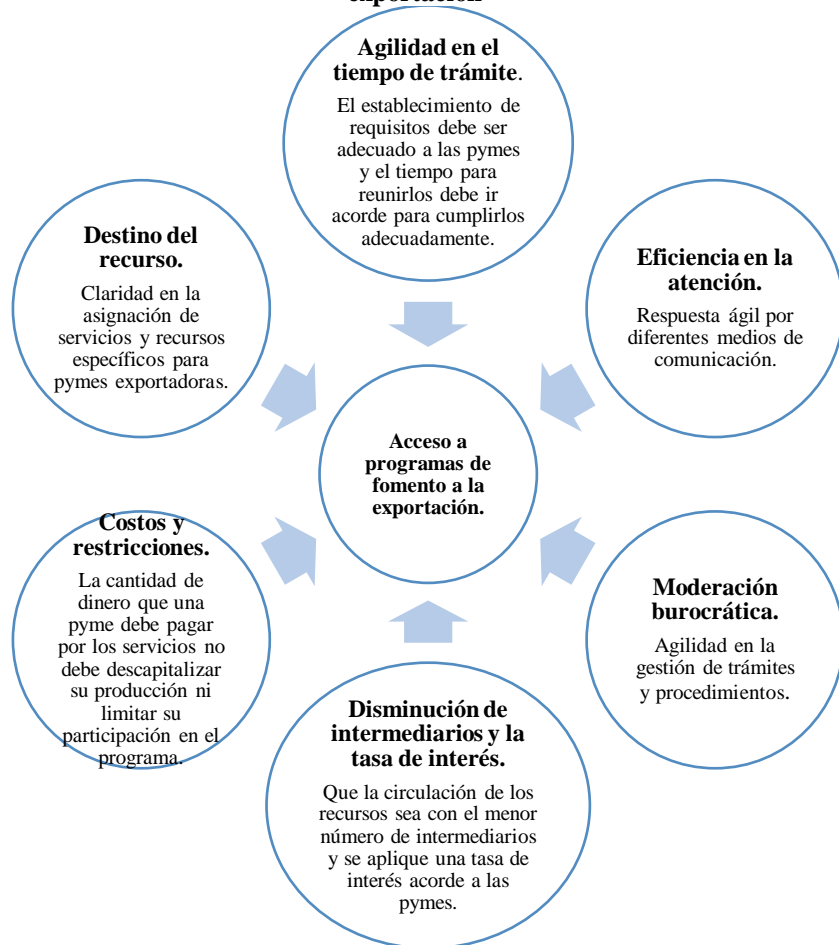 exportación
Agilidad en el
tiempo de trámite.
El establecimiento de
requisitos debe ser
adecuado a las pymes
y el tiempo para
reunirlos debe ir
acorde para cumplirlos
adecuadamente.
Destino del
recurso.
Claridad en la
asignación de
servicios y recursos
específicos para
pymes exportadoras.
Eficiencia en la
atención.
Respuesta ágil por
diferentes medios de
comunicación.
Acceso a
programas de
fomento a la
exportación.
Costos y
restricciones.
La cantidad de
dinero que una
pyme debe pagar
por los servicios no
debe descapitalizar
su producción ni
limitar su
participación en el
programa.
Moderación
burocrática.
Agilidad en la
gestión de trámites
y procedimientos.
Disminución de
intermediarios y la
tasa de interés.
Que la circulación de los
recursos sea con el menor
número de intermediarios
y se aplique una tasa de
interés acorde a las
pymes.